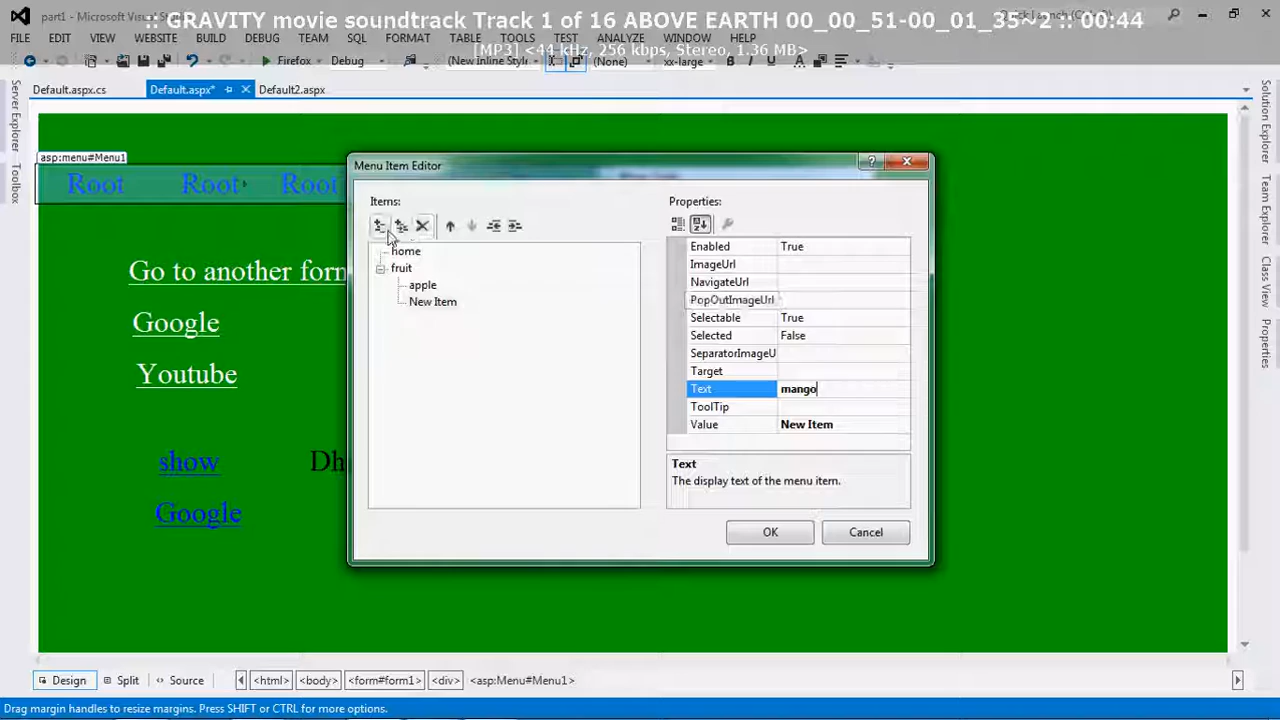 :: GRAVITY movie soundtrack Track 1 of 16 ABOVE EARTH 00_00_51-00_01_35~2 :: 00:44
part1 - Microsoft Visual
FILE EDIT VIEW WEBSITE BUILD DEBUG TEAM SQL FORMAT TABLE TOOLS TEST ANALYZE WINDOW HELP
[MP3] <44 kHz, 256 kbps, Stereo, 1.36 MB>
Firefox Debug (New Inline Style (None) xx-large B I U A
Default.aspx.cs Default.aspx* Default2.aspx
Server Explorer
Toolbox
Solution Explorer
Team Explorer
Properties
asp:menu#Menu1
Root Root Root
Go to another form
Google
Youtube
show Dh
Google
Menu Item Editor
Items:
home
fruit
apple
New Item
Properties:
Enabled True
ImageUrl
NavigateUrl
PopOutImageUrl
Selectable True
Selected False
SeparatorImageU
Target
Text mango
ToolTip
Value New Item
Text
The display text of the menu item.
OK Cancel
Design Split Source <html> <body> <form#form1> <div> <asp:Menu#Menu1>
Drag margin handles to resize margins. Press SHIFT or CTRL for more options.